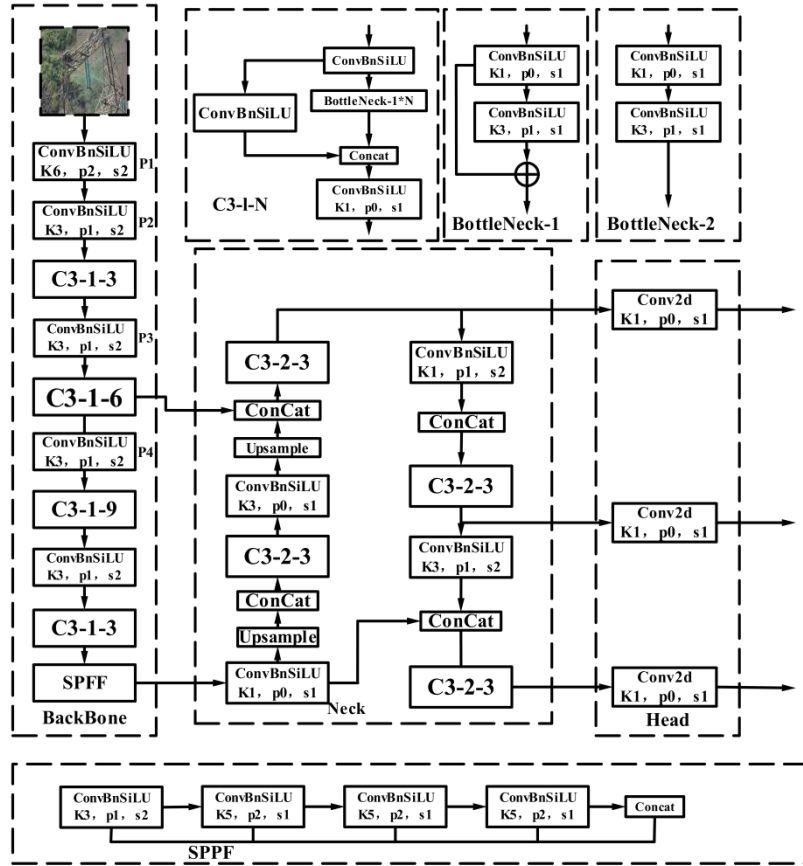 ConvBnSiLU
K6, p2, s2
P1
ConvBnSiLU
K3, p1, s2
P2
C3-1-3
ConvBnSiLU
K3, p1, s2
P3
C3-1-6
ConvBnSiLU
K3, p1, s2
P4
C3-1-9
ConvBnSiLU
K3, p1, s2
C3-1-3
SPFF
BackBone
ConvBnSiLU
ConvBnSiLU
BottleNeck-1*N
Concat
ConvBnSiLU
K1, p0, s1
C3-1-N
ConvBnSiLU
K1, p0, s1
ConvBnSiLU
K3, p1, s1
BottleNeck-1
ConvBnSiLU
K1, p0, s1
ConvBnSiLU
K3, p1, s1
BottleNeck-2
C3-2-3
ConCat
Upsample
ConvBnSiLU
K3, p0, s1
C3-2-3
ConCat
Upsample
ConvBnSiLU
K1, p0, s1
Neck
ConvBnSiLU
K1, p1, s2
ConCat
C3-2-3
ConvBnSiLU
K3, p1, s2
ConCat
C3-2-3
Conv2d
K1, p0, s1
Conv2d
K1, p0, s1
Conv2d
K1, p0, s1
Head
ConvBnSiLU
K3, p1, s2
ConvBnSiLU
K5, p2, s1
ConvBnSiLU
K5, p2, s1
ConvBnSiLU
K5, p2, s1
Concat
SPPF